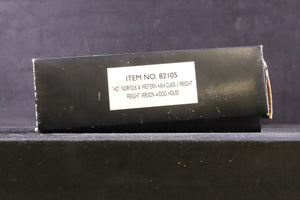 ITEM NO. 82105
"HO" NORFOLK & WESTERN 4-8-4 CLASS J FREIGHT
FREIGHT VERSION w/DOG HOUSE